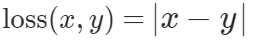 loss(x, y) = |x − y|